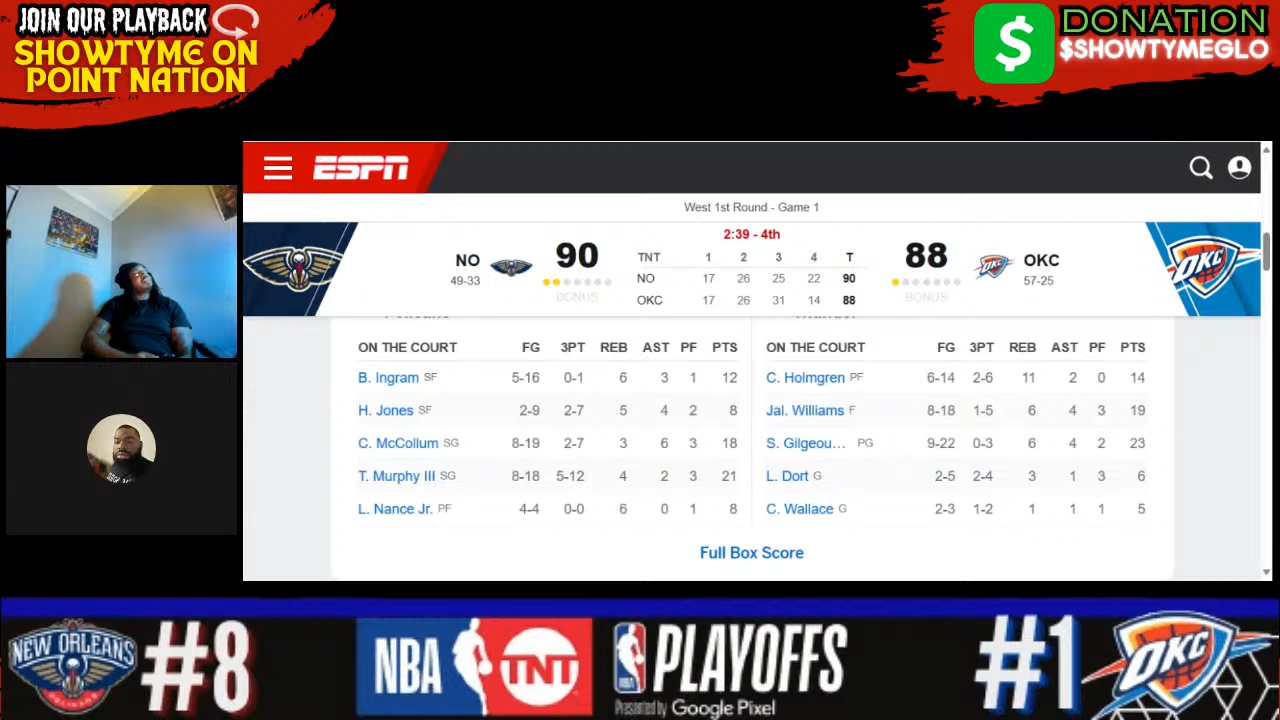 JOIN OUR PLAYBACK
SHOWTYME ON
POINT NATION
DONATION
$SHOWTYMEGLO
ESPN
West 1st Round - Game 1
2:39 - 4th
NO 90
49-33
BONUS
TNT 1 2 3 4 T
NO 17 26 25 22 90
OKC 17 26 31 14 88
88 OKC
57-25
BONUS
ON THE COURT FG 3PT REB AST PF PTS
B. Ingram SF 5-16 0-1 6 3 1 12
H. Jones SF 2-9 2-7 5 4 2 8
C. McCollum SG 8-19 2-7 3 6 3 18
T. Murphy III SG 8-18 5-12 4 2 3 21
L. Nance Jr. PF 4-4 0-0 6 0 1 8
ON THE COURT FG 3PT REB AST PF PTS
C. Holmgren PF 6-14 2-6 11 2 0 14
Jal. Williams F 8-18 1-5 6 4 3 19
S. Gilgeou... PG 9-22 0-3 6 4 2 23
L. Dort G 2-5 2-4 3 1 3 6
C. Wallace G 2-3 1-2 1 1 1 5
Full Box Score
NEW ORLEANS
PELICANS
#8
NBA
TNT
PLAYOFFS
Presented by Google Pixel
#1
OKC